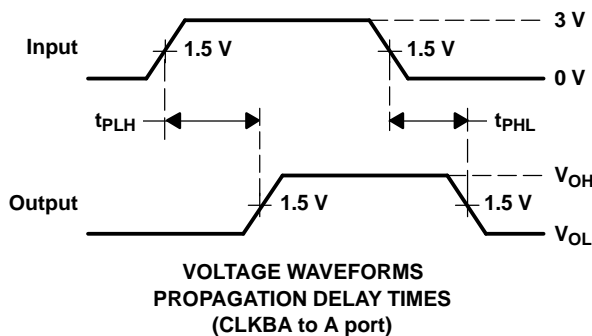 3 V
Input
1.5 V
1.5 V
0 V
tPLH
tPHL
VOH
Output
1.5 V
1.5 V
VOL
VOLTAGE WAVEFORMS
PROPAGATION DELAY TIMES
(CLKBA to A port)